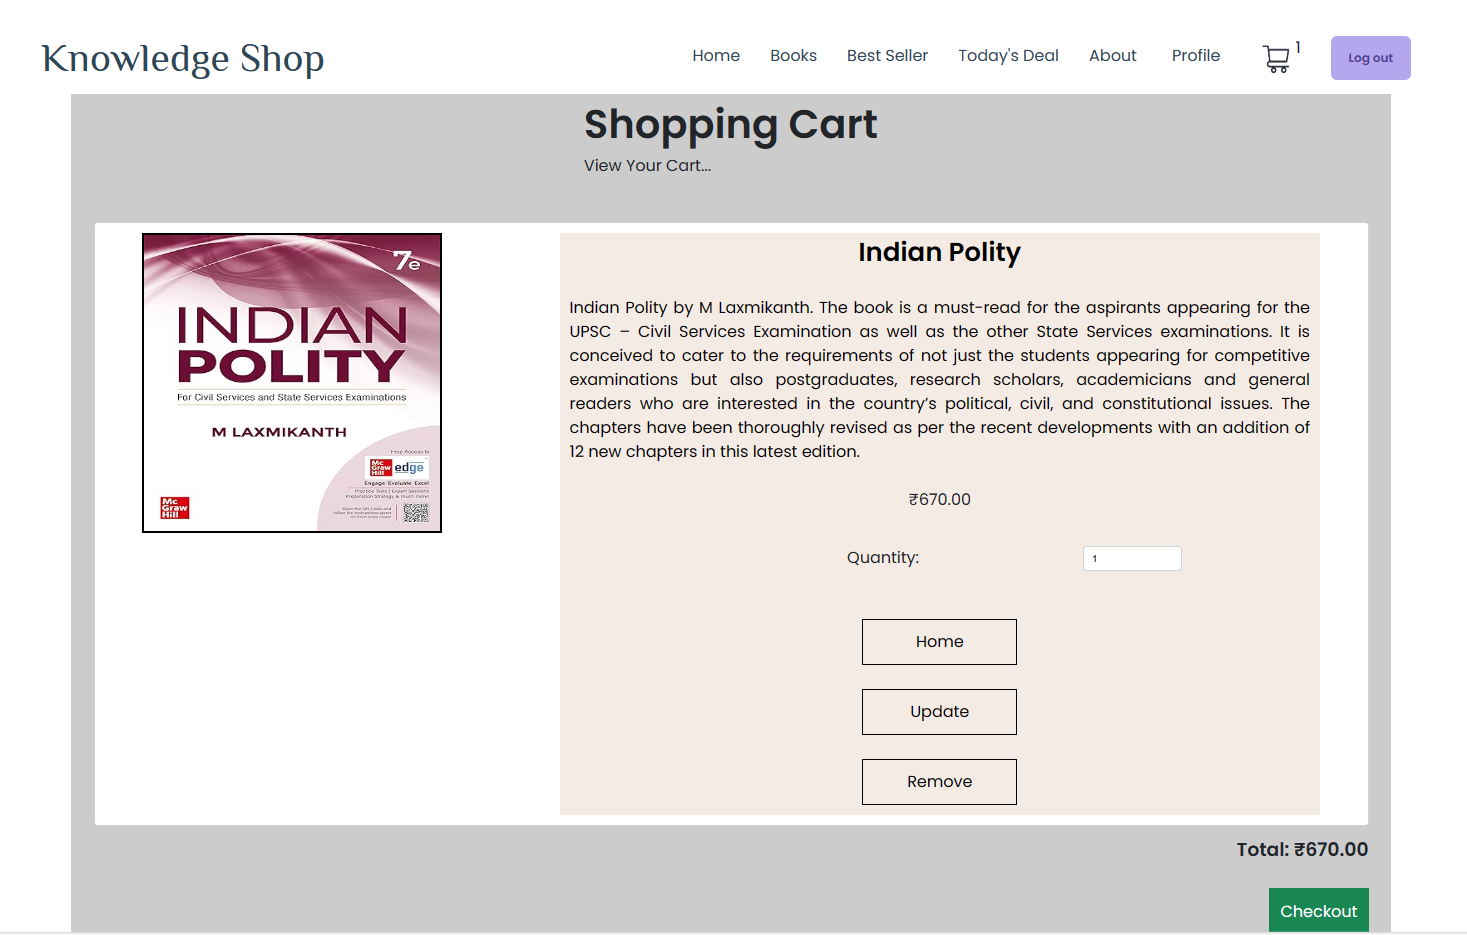 Knowledge Shop
Home Books Best Seller Today's Deal About Profile 1 Log out
Shopping Cart
View Your Cart...
7e
INDIAN
POLITY
For Civil Services and State Services Examinations
M LAXMIKANTH
Free Access to
Mc
Graw
Hill
edge
Engage·Evaluate·Excel
Practice Tests | Expert Sessions
Preparation Strategy & much more!
Mc
Graw
Hill
Indian Polity
Indian Polity by M Laxmikanth. The book is a must-read for the aspirants appearing for the
UPSC – Civil Services Examination as well as the other State Services examinations. It is
conceived to cater to the requirements of not just the students appearing for competitive
examinations but also postgraduates, research scholars, academicians and general
readers who are interested in the country’s political, civil, and constitutional issues. The
chapters have been thoroughly revised as per the recent developments with an addition of
12 new chapters in this latest edition.
₹670.00
Quantity: 1
Home
Update
Remove
Total: ₹670.00
Checkout